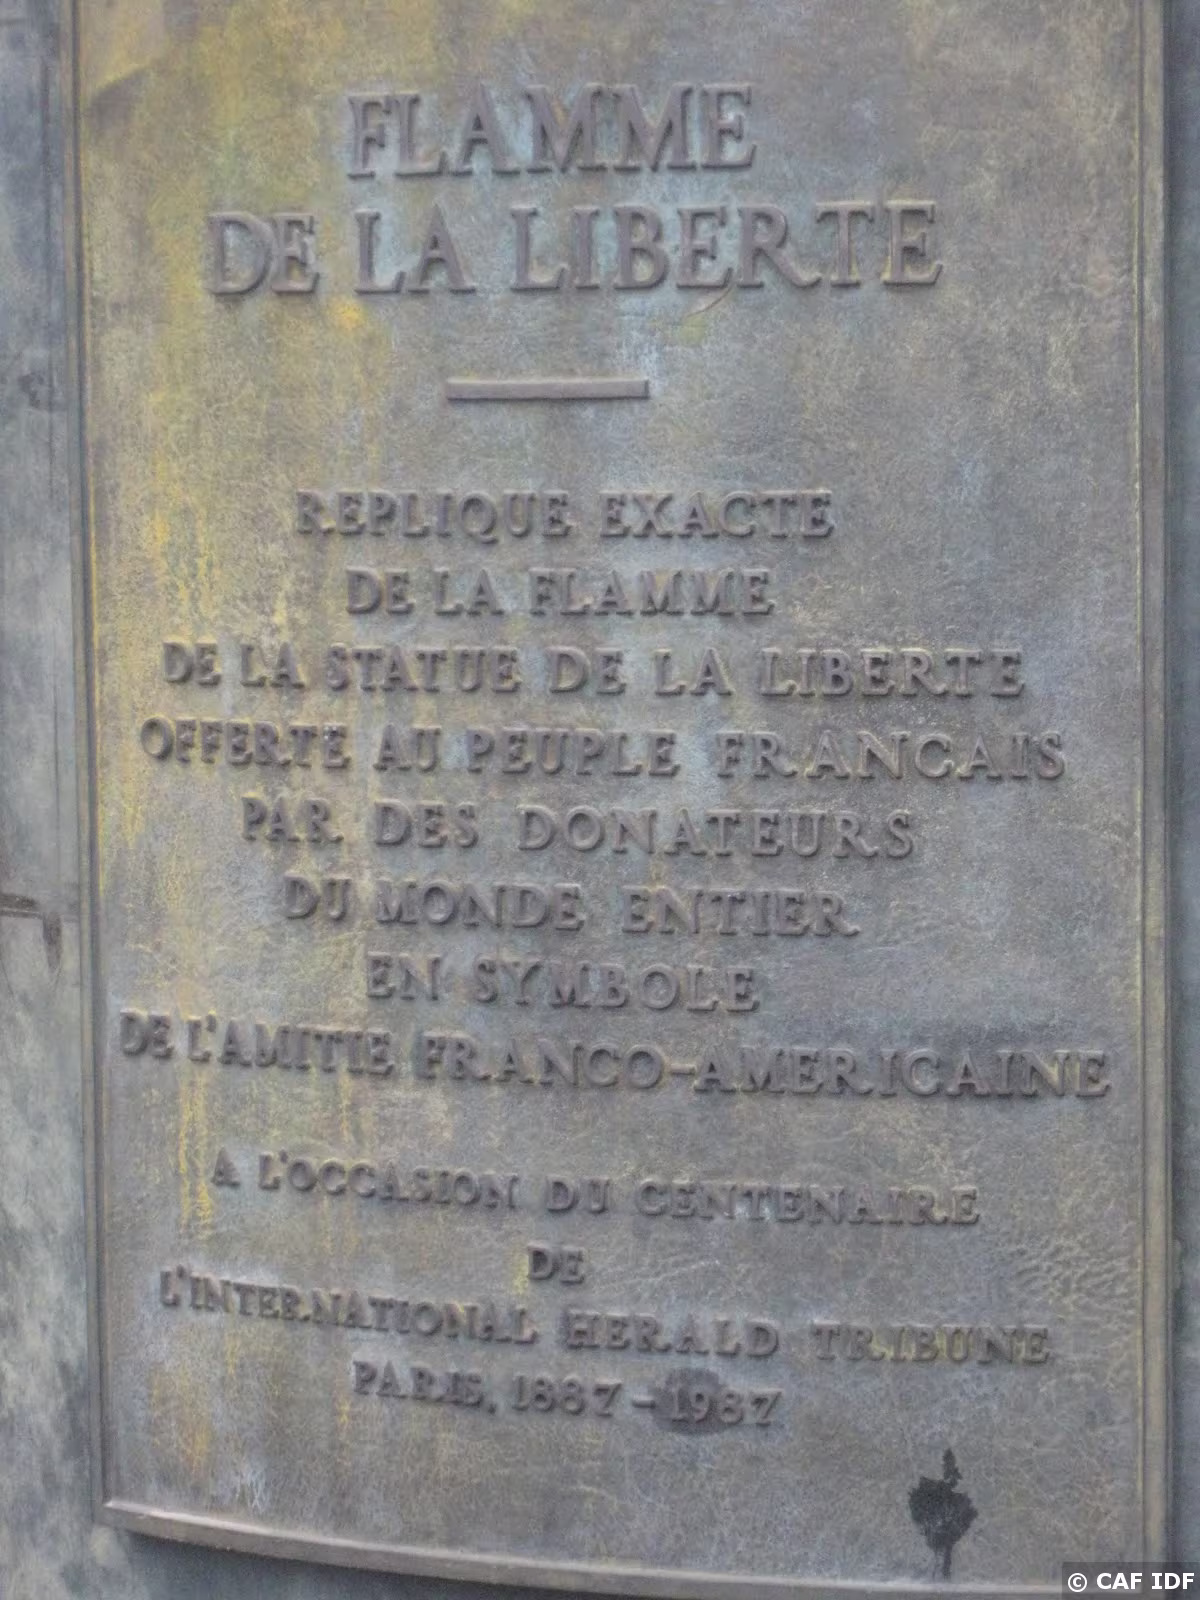 FLAMME
DE LA LIBERTE
REPLIQUE EXACTE
DE LA FLAMME
DE LA STATUE DE LA LIBERTE
OFFERTE AU PEUPLE FRANCAIS
PAR DES DONATEURS
DU MONDE ENTIER
EN SYMBOLE
DE L'AMITIE FRANCO-AMERICAINE
A L'OCCASION DU CENTENAIRE
DE
L'INTERNATIONAL HERALD TRIBUNE
PARIS, 1887-1987
© CAF IDF